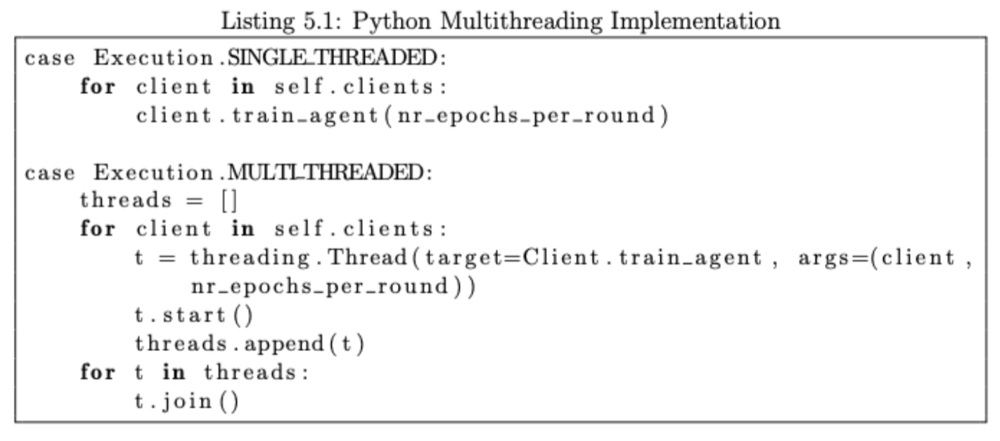 Listing 5.1: Python Multithreading Implementation
case Execution.SINGLE_THREADED:
    for client in self.clients:
        client.train_agent(nr_epochs_per_round)

case Execution.MULTI_THREADED:
    threads = []
    for client in self.clients:
        t = threading.Thread(target=Client.train_agent, args=(client,
            nr_epochs_per_round))
        t.start()
        threads.append(t)
    for t in threads:
        t.join()